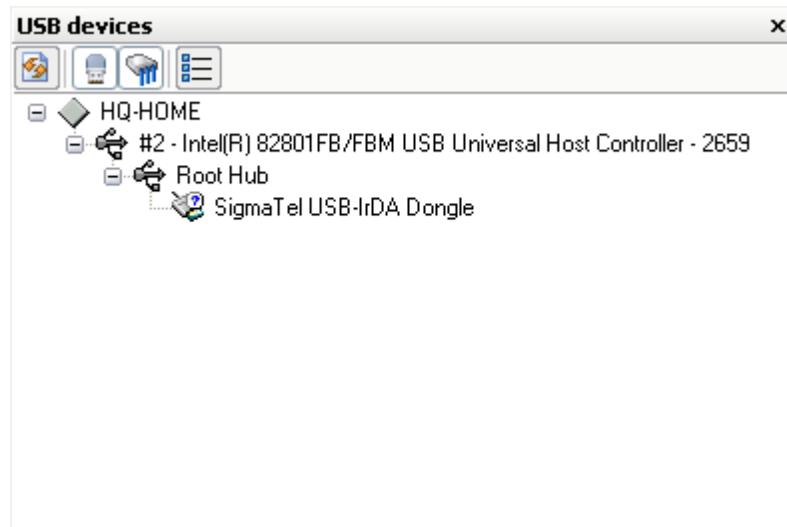 USB devices
HQ-HOME
#2 - Intel(R) 82801FB/FBM USB Universal Host Controller - 2659
Root Hub
SigmaTel USB-IrDA Dongle